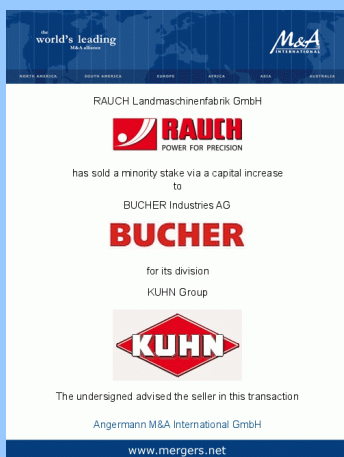 the
world's leading
M&A alliance
M&A
INTERNATIONAL
NORTH AMERICA SOUTH AMERICA EUROPE AFRICA ASIA AUSTRALIA
RAUCH Landmaschinenfabrik GmbH
RAUCH
POWER FOR PRECISION
has sold a minority stake via a capital increase
to
BUCHER Industries AG
BUCHER
for its division
KUHN Group
KUHN
The undersigned advised the seller in this transaction
Angermann M&A International GmbH
www.mergers.net